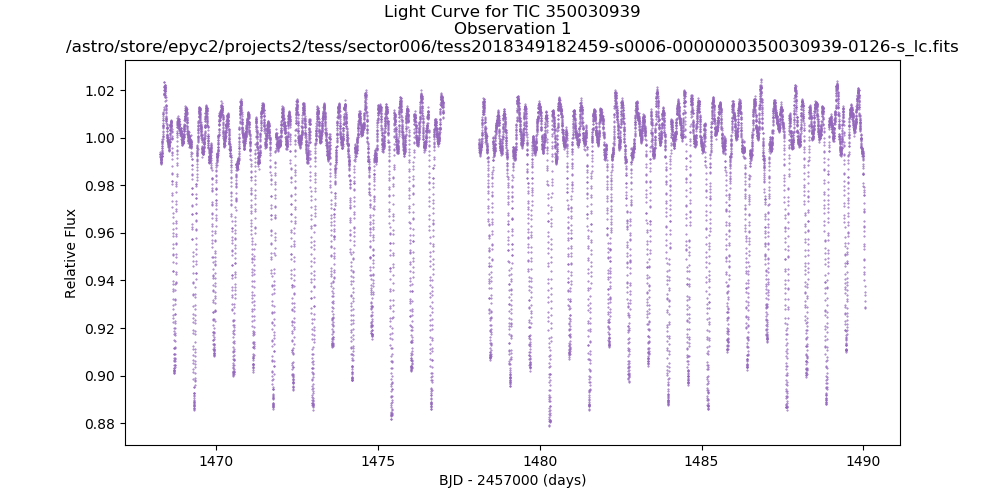 Light Curve for TIC 350030939
Observation 1
/astro/store/epyc2/projects2/tess/sector006/tess2018349182459-s0006-0000000350030939-0126-s_lc.fits
1.02
1.00
0.98
0.96
0.94
0.92
0.90
0.88
Relative Flux
1470
1475
1480
1485
1490
BJD - 2457000 (days)